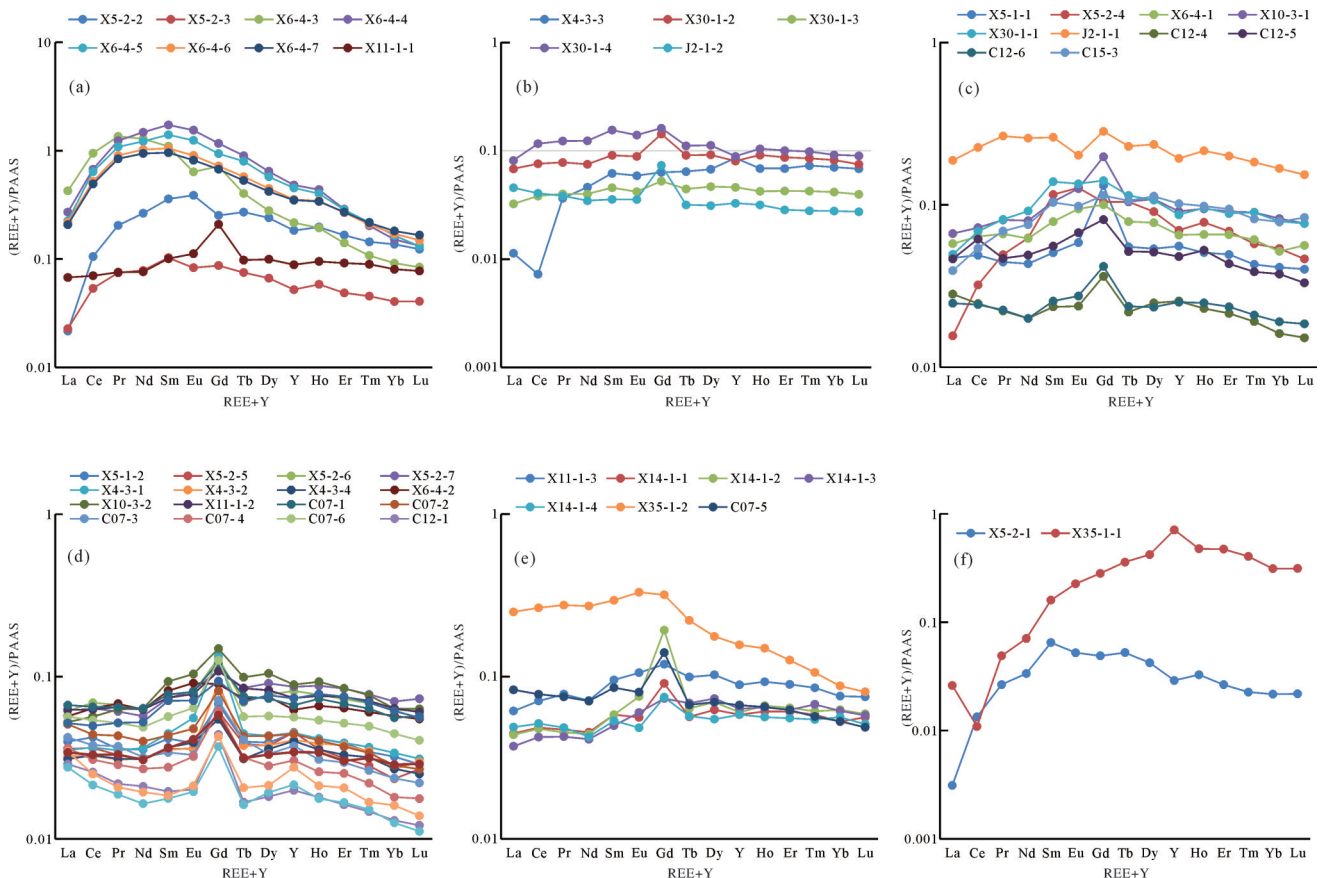 X5-2-2 X5-2-3 X6-4-3 X6-4-4
X6-4-5 X6-4-6 X6-4-7 X11-1-1
10
1
0.1
0.01
(a)
(REE+Y)/PAAS
La Ce Pr Nd Sm Eu Gd Tb Dy Y Ho Er Tm Yb Lu
REE+Y
X4-3-3 X30-1-2 X30-1-3
X30-1-4 J2-1-2
1
0.1
0.01
0.001
(b)
(REE+Y)/PAAS
La Ce Pr Nd Sm Eu Gd Tb Dy Y Ho Er Tm Yb Lu
REE+Y
X5-1-1 X5-2-4 X6-4-1 X10-3-1
X30-1-1 J2-1-1 C12-4 C12-5
C12-6 C15-3
1
0.1
0.01
(c)
(REE+Y)/PAAS
La Ce Pr Nd Sm Eu Gd Tb Dy Y Ho Er Tm Yb Lu
REE+Y
X5-1-2 X5-2-5 X5-2-6 X5-2-7
X4-3-1 X4-3-2 X4-3-4 X6-4-2
X10-3-2 X11-1-2 C07-1 C07-2
C07-3 C07-4 C07-6 C12-1
1
0.1
0.01
(d)
(REE+Y)/PAAS
La Ce Pr Nd Sm Eu Gd Tb Dy Y Ho Er Tm Yb Lu
REE+Y
X11-1-3 X14-1-1 X14-1-2 X14-1-3
X14-1-4 X35-1-2 C07-5
1
0.1
0.01
(e)
(REE+Y)/PAAS
La Ce Pr Nd Sm Eu Gd Tb Dy Y Ho Er Tm Yb Lu
REE+Y
X5-2-1 X35-1-1
1
0.1
0.01
0.001
(f)
(REE+Y)/PAAS
La Ce Pr Nd Sm Eu Gd Tb Dy Y Ho Er Tm Yb Lu
REE+Y